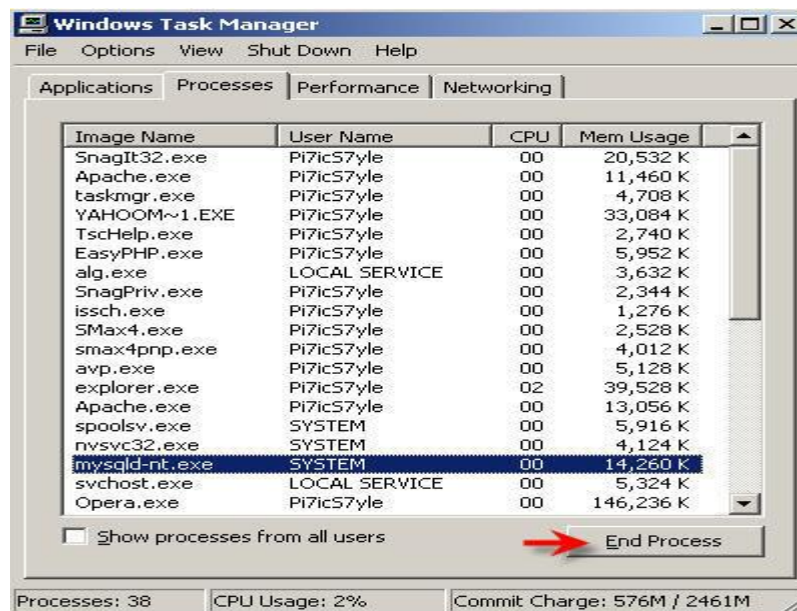 Windows Task Manager
File Options View Shut Down Help
Applications Processes Performance Networking
Image Name User Name CPU Mem Usage
SnagIt32.exe Pi7icS7yle 00 20,532 K
Apache.exe Pi7icS7yle 00 11,460 K
taskmgr.exe Pi7icS7yle 00 4,708 K
YAHOOM~1.EXE Pi7icS7yle 00 33,084 K
TscHelp.exe Pi7icS7yle 00 2,740 K
EasyPHP.exe Pi7icS7yle 00 5,952 K
alg.exe LOCAL SERVICE 00 3,632 K
SnagPriv.exe Pi7icS7yle 00 2,344 K
issch.exe Pi7icS7yle 00 1,276 K
SMax4.exe Pi7icS7yle 00 2,528 K
smax4pnp.exe Pi7icS7yle 00 4,012 K
avp.exe Pi7icS7yle 00 5,128 K
explorer.exe Pi7icS7yle 02 39,528 K
Apache.exe Pi7icS7yle 00 13,056 K
spoolsv.exe SYSTEM 00 5,916 K
nvsvc32.exe SYSTEM 00 4,124 K
mysqld-nt.exe SYSTEM 00 14,260 K
svchost.exe LOCAL SERVICE 00 5,324 K
Opera.exe Pi7icS7yle 00 146,236 K
Show processes from all users End Process
Processes: 38 CPU Usage: 2% Commit Charge: 576M / 2461M